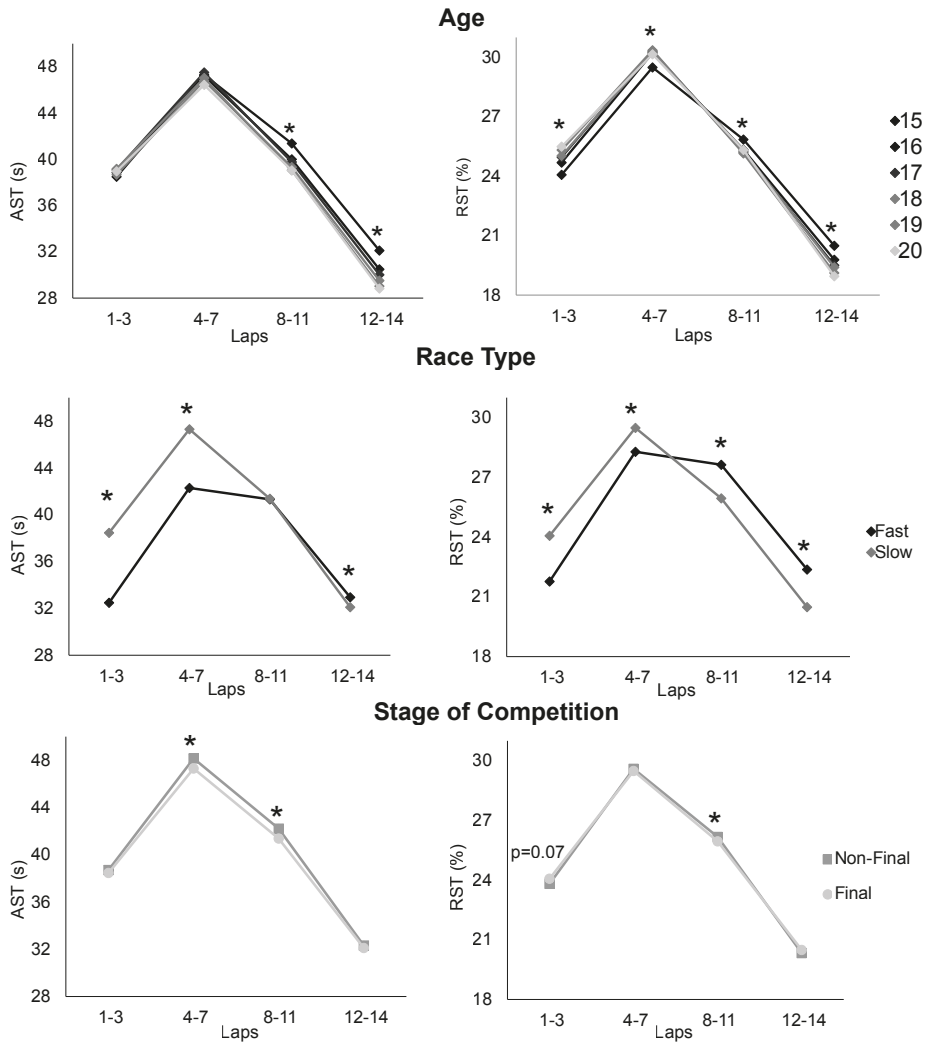 Age
48
44
40
36
32
28
AST (s)
*
*
1-3 4-7 8-11 12-14
Laps
30
27
24
21
18
RST (%)
*
*
*
*
1-3 4-7 8-11 12-14
Laps
15
16
17
18
19
20
Race Type
48
44
40
36
32
28
AST (s)
*
*
*
1-3 4-7 8-11 12-14
Laps
30
27
24
21
18
RST (%)
*
*
*
*
1-3 4-7 8-11 12-14
Laps
Fast
Slow
Stage of Competition
48
44
40
36
32
28
AST (s)
*
*
1-3 4-7 8-11 12-14
Laps
30
27
24
21
18
RST (%)
p=0.07
*
1-3 4-7 8-11 12-14
Laps
Non-Final
Final